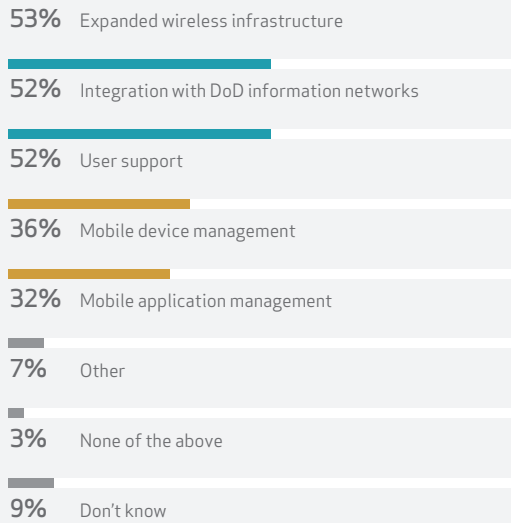 53% Expanded wireless infrastructure
52% Integration with DoD information networks
52% User support
36% Mobile device management
32% Mobile application management
7% Other
3% None of the above
9% Don't know